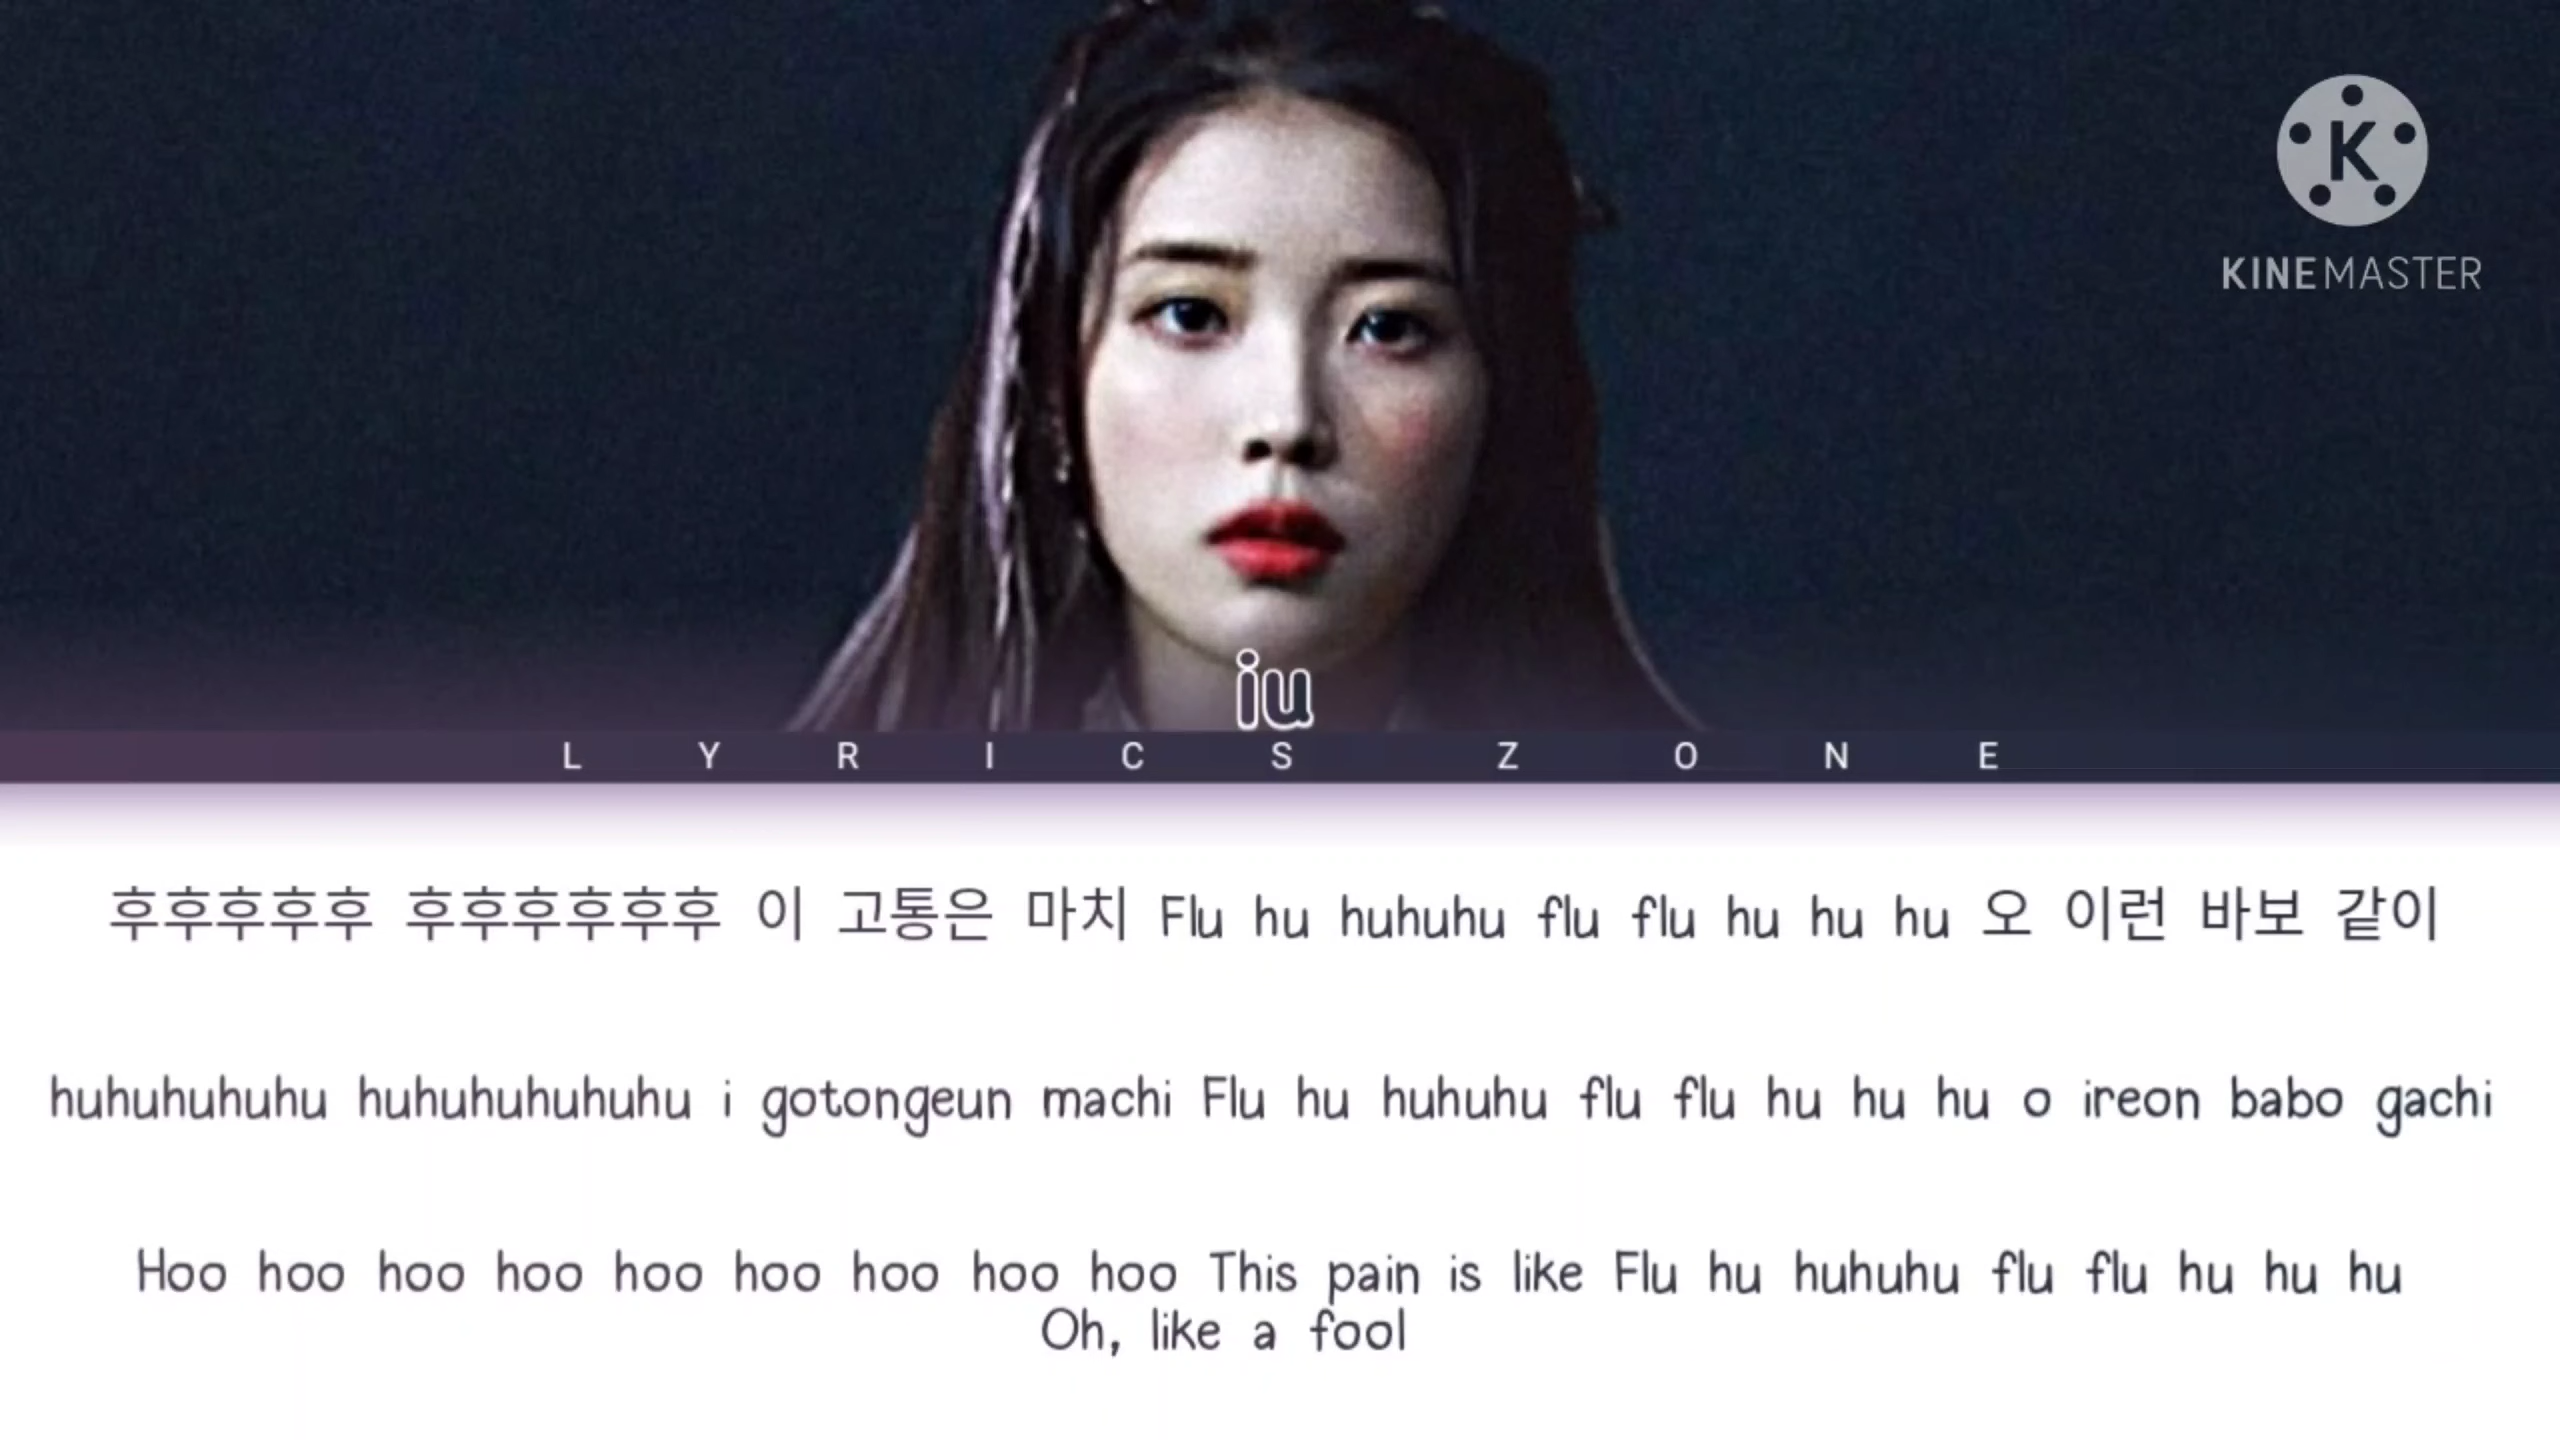 KINEMASTER
iu
LYRICS ZONE
후후후후후 후후후후후후 이 고통은 마치 Flu hu huhuhu flu flu hu hu hu 오 이런 바보 같이
huhuhuhuhu huhuhuhuhuhu i gotongeun machi Flu hu huhuhu flu flu hu hu hu o ireon babo gachi
Hoo hoo hoo hoo hoo hoo hoo hoo hoo This pain is like Flu hu huhuhu flu flu hu hu hu
Oh, like a fool